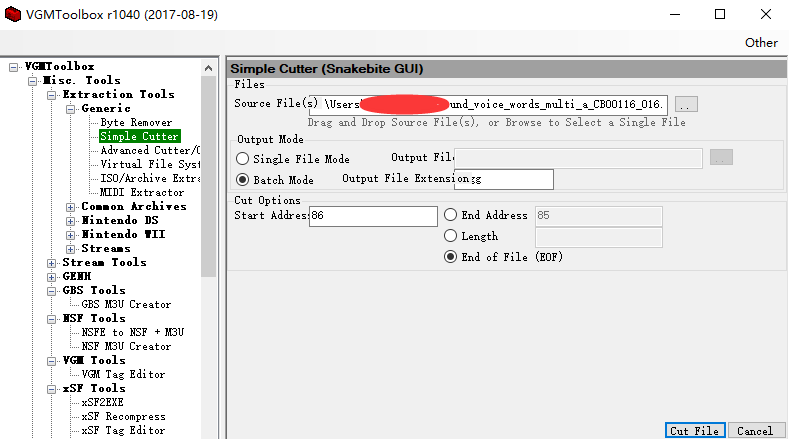 VGMToolbox r1040 (2017-08-19)
Other
VGMToolbox
Misc. Tools
Extraction Tools
Generic
Byte Remover
Simple Cutter
Advanced Cutter/O
Virtual File Syst
ISO/Archive Extra
MIDI Extractor
Common Archives
Nintendo DS
Nintendo WII
Streams
Stream Tools
GENH
GBS Tools
GBS M3U Creator
NSF Tools
NSFE to NSF + M3U
NSF M3U Creator
VGM Tools
VGM Tag Editor
xSF Tools
xSF2EXE
xSF Recompress
xSF Tag Editor
Simple Cutter (Snakebite GUI)
Files
Source File(s) \Users und_voice_words_multi_a_CB00116_016. ..
Drag and Drop Source File(s), or Browse to Select a Single File
Output Mode
Single File Mode Output Fil ..
Batch Mode Output File Extension
Cut Options
Start Address 86 End Address 85
Length
End of File (EOF)
Cut File Cancel